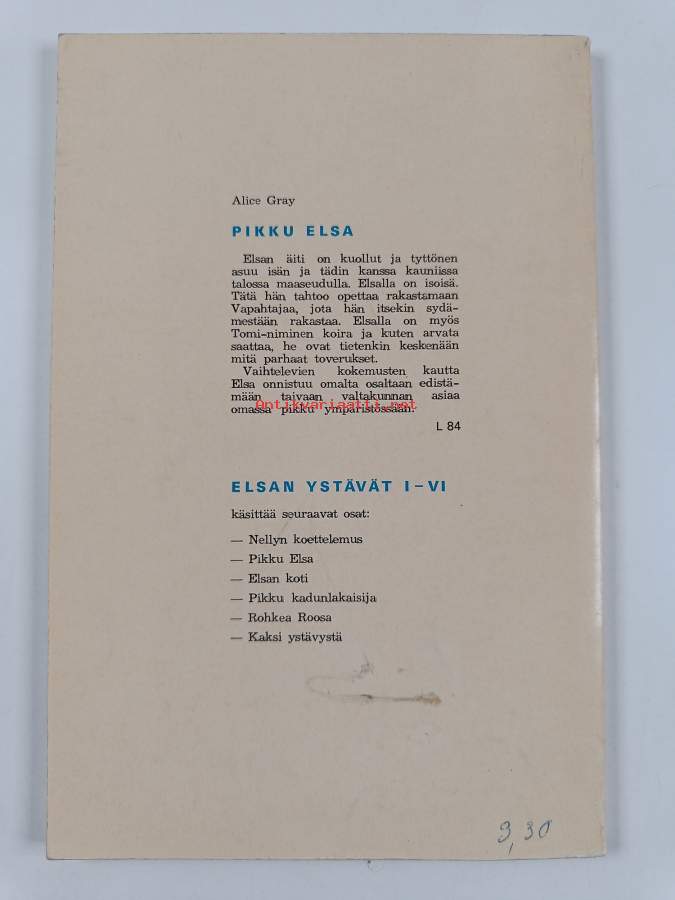 Alice Gray
PIKKU ELSA
Elsan äiti on kuollut ja tyttönen
asuu isän ja tädin kanssa kauniissa
talossa maaseudulla. Elsalla on isoisä.
Tätä hän tahtoo opettaa rakastamaan
Vapahtajaa, jota hän itsekin sydä-
mestään rakastaa. Elsalla on myös
Tomi-niminen koira ja kuten arvata
saattaa, he ovat tietenkin keskenään
mitä parhaat toverukset.
Vaihtelevien kokemusten kautta
Elsa onnistuu omalta osaltaan edistä-
mään taivaan valtakunnan asiaa
omassa pikku ympäristössään.
Antikvariaatti.net
L 84
ELSAN YSTÄVÄT I–VI
käsittää seuraavat osat:
— Nellyn koettelemus
— Pikku Elsa
— Elsan koti
— Pikku kadunlakaisija
— Rohkea Roosa
— Kaksi ystävystä
3,30